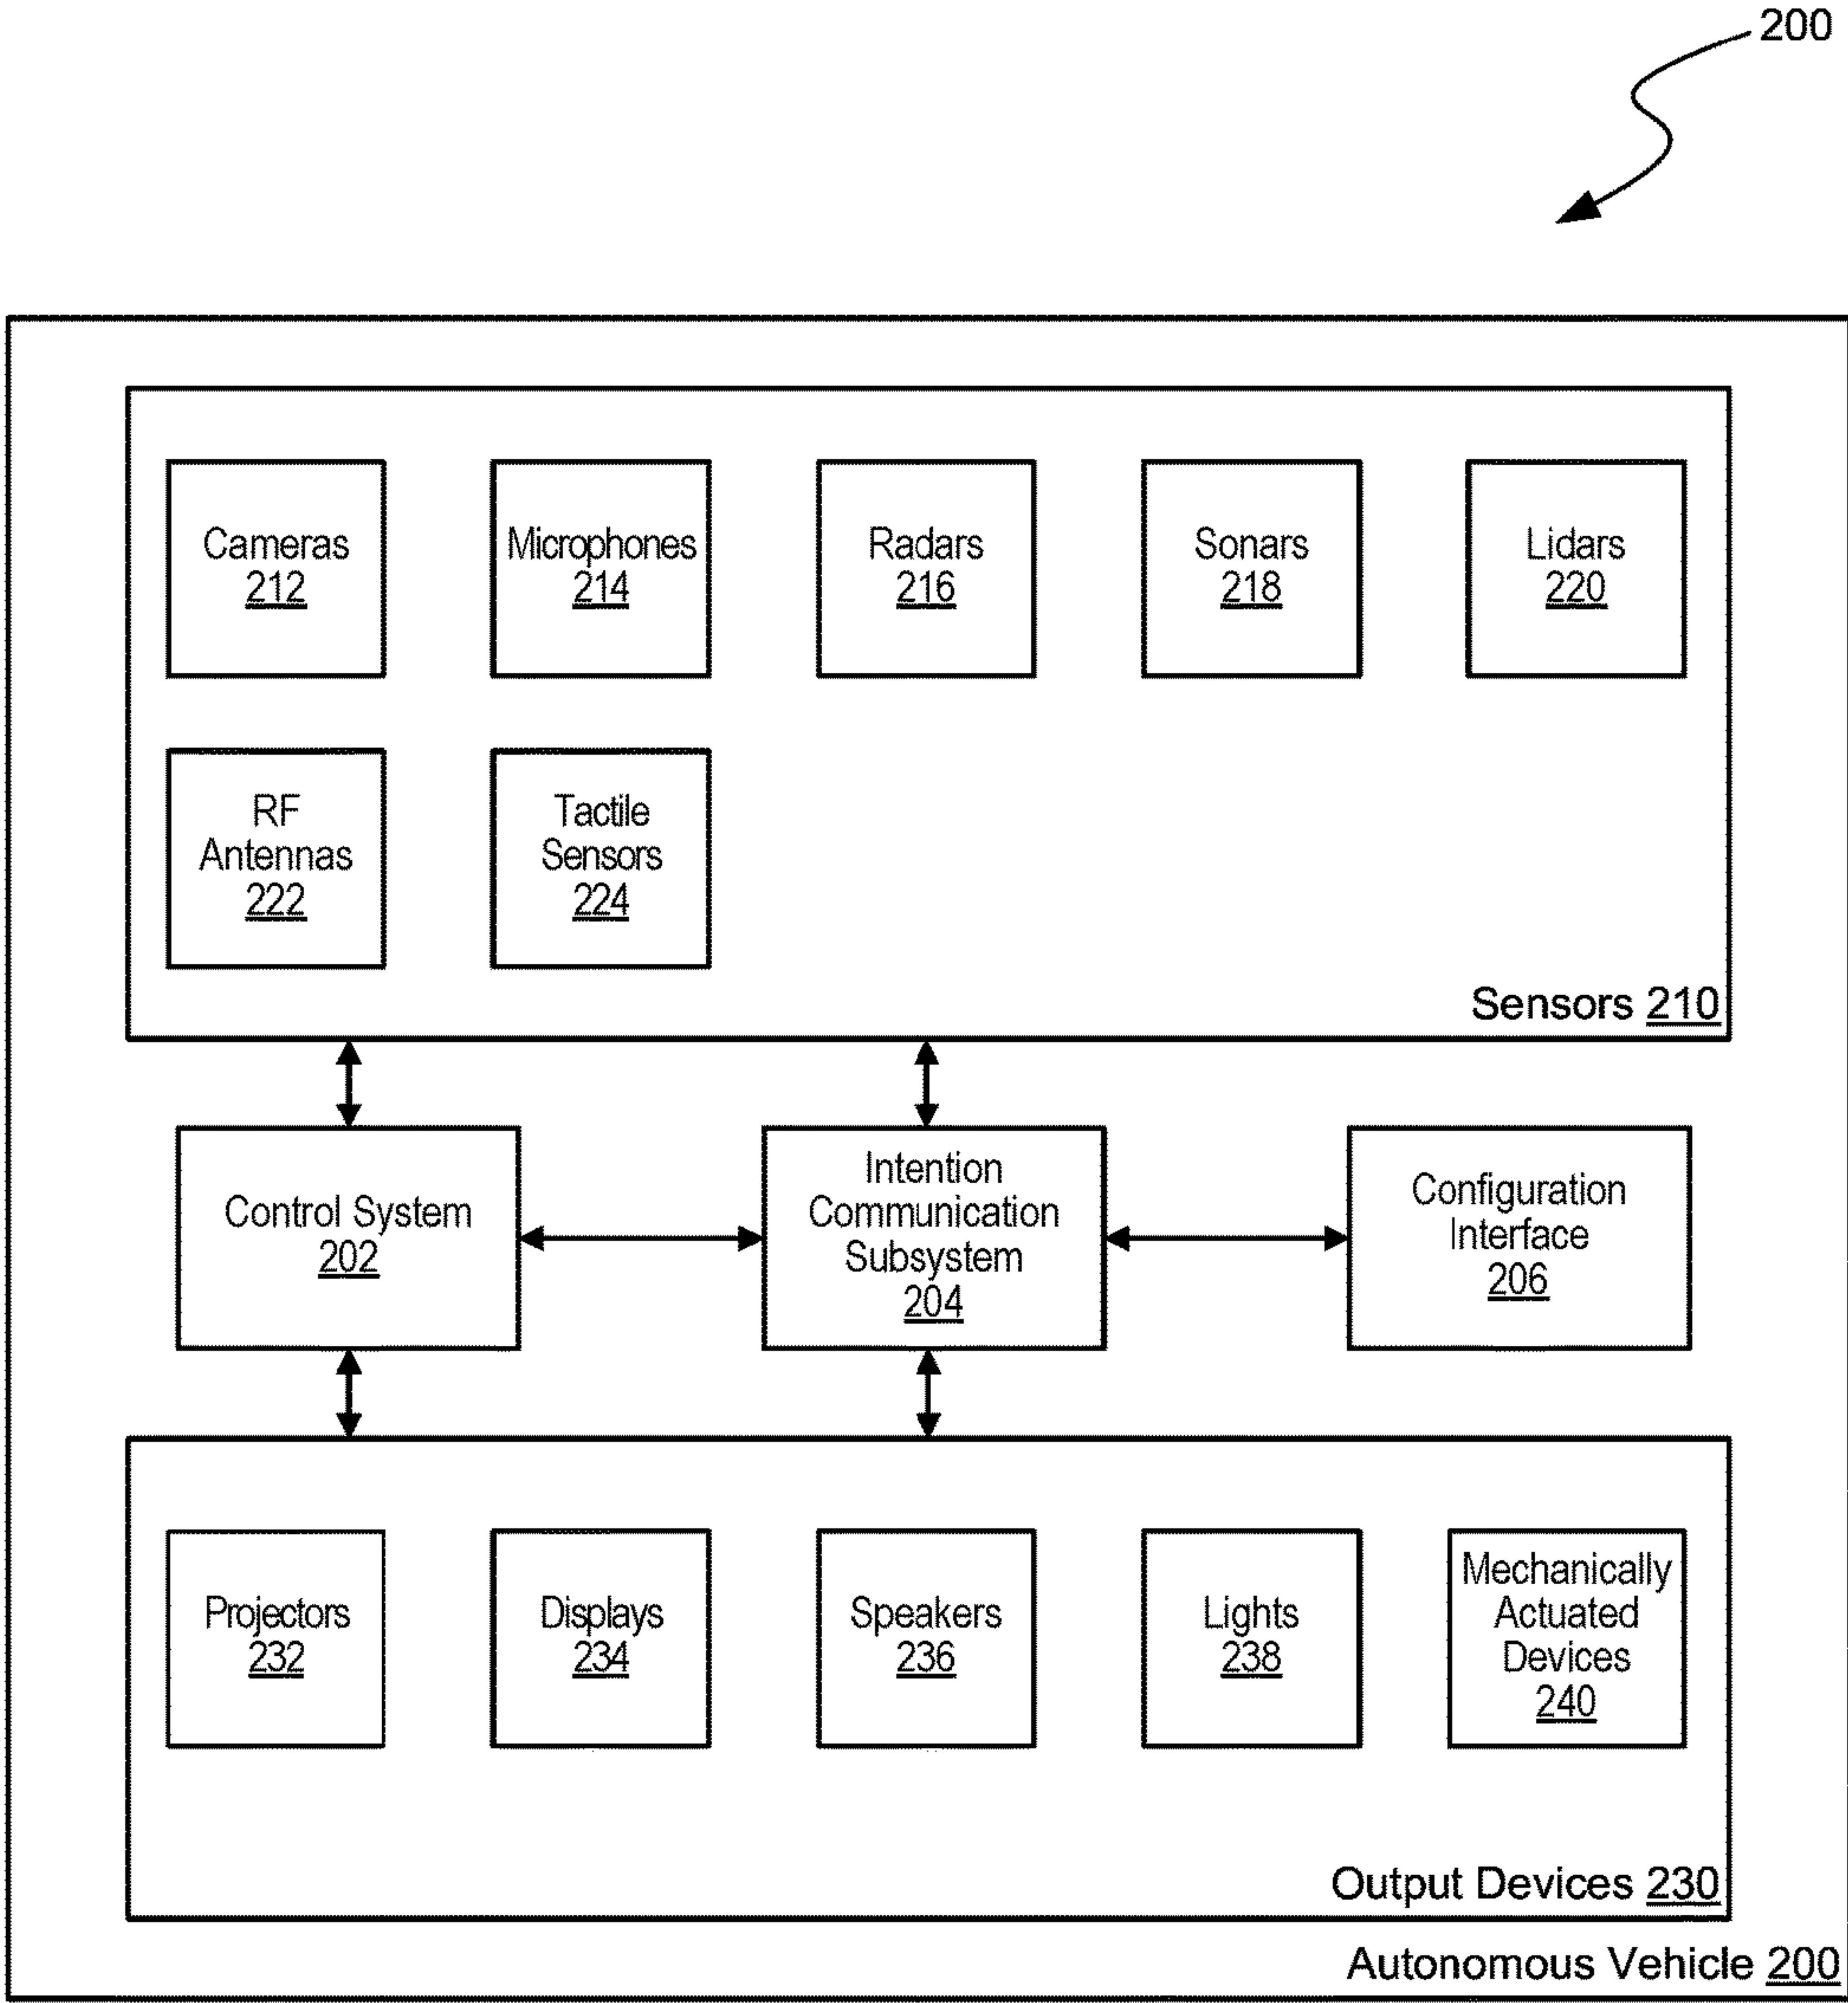 200
Cameras
212
Microphones
214
Radars
216
Sonars
218
Lidars
220
RF
Antennas
222
Tactile
Sensors
224
Sensors 210
Control System
202
Intention
Communication
Subsystem
204
Configuration
Interface
206
Projectors
232
Displays
234
Speakers
236
Lights
238
Mechanically
Actuated
Devices
240
Output Devices 230
Autonomous Vehicle 200